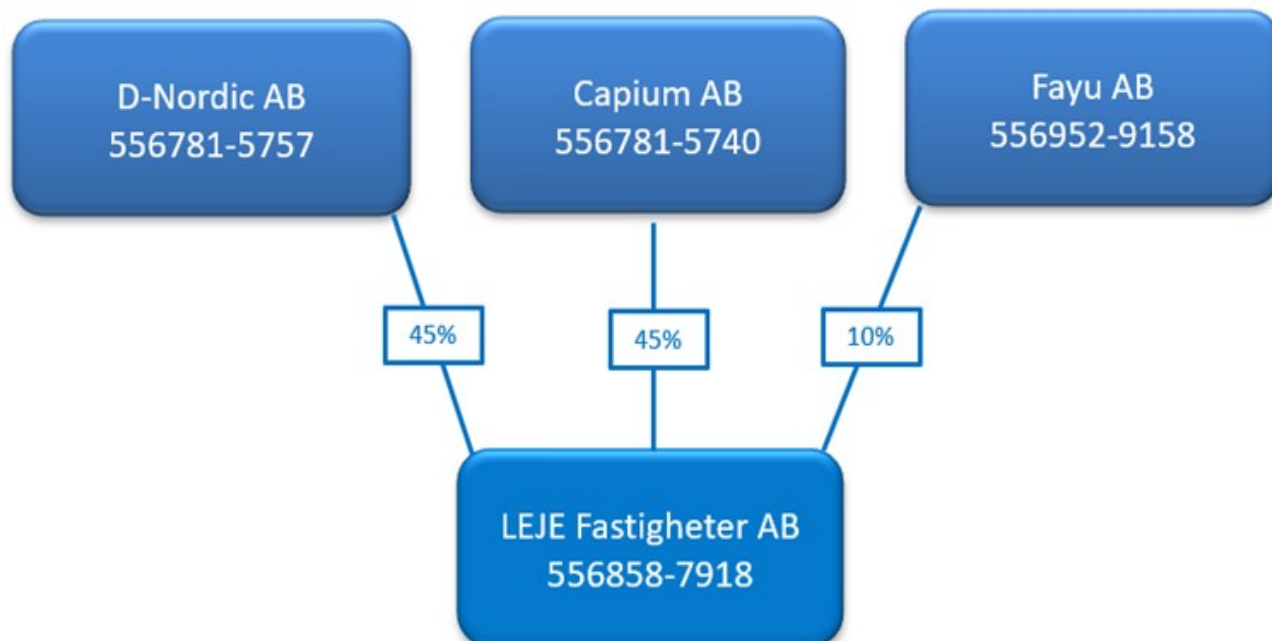 D-Nordic AB
556781-5757
Capium AB
556781-5740
Fayu AB
556952-9158
45%
45%
10%
LEJE Fastigheter AB
556858-7918